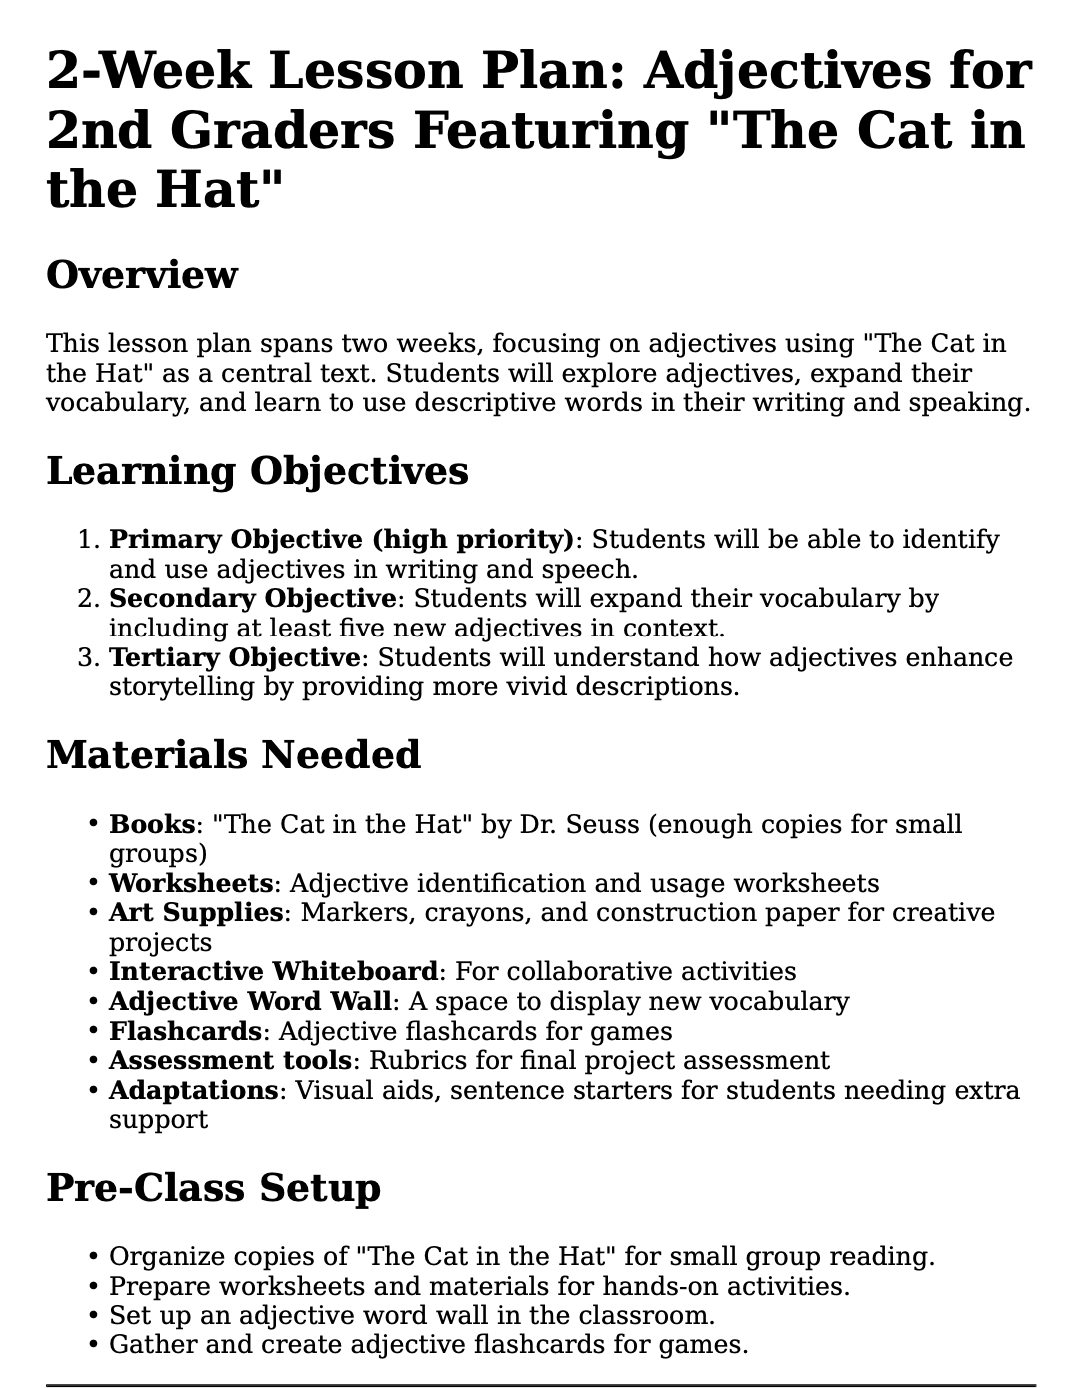 2-Week Lesson Plan: Adjectives for
2nd Graders Featuring "The Cat in
the Hat"
Overview
This lesson plan spans two weeks, focusing on adjectives using "The Cat in
the Hat" as a central text. Students will explore adjectives, expand their
vocabulary, and learn to use descriptive words in their writing and speaking.
Learning Objectives
1. Primary Objective (high priority): Students will be able to identify
and use adjectives in writing and speech.
2. Secondary Objective: Students will expand their vocabulary by
including at least five new adjectives in context.
3. Tertiary Objective: Students will understand how adjectives enhance
storytelling by providing more vivid descriptions.
Materials Needed
• Books: "The Cat in the Hat" by Dr. Seuss (enough copies for small
groups)
• Worksheets: Adjective identification and usage worksheets
• Art Supplies: Markers, crayons, and construction paper for creative
projects
• Interactive Whiteboard: For collaborative activities
• Adjective Word Wall: A space to display new vocabulary
• Flashcards: Adjective flashcards for games
• Assessment tools: Rubrics for final project assessment
• Adaptations: Visual aids, sentence starters for students needing extra
support
Pre-Class Setup
• Organize copies of "The Cat in the Hat" for small group reading.
• Prepare worksheets and materials for hands-on activities.
• Set up an adjective word wall in the classroom.
• Gather and create adjective flashcards for games.